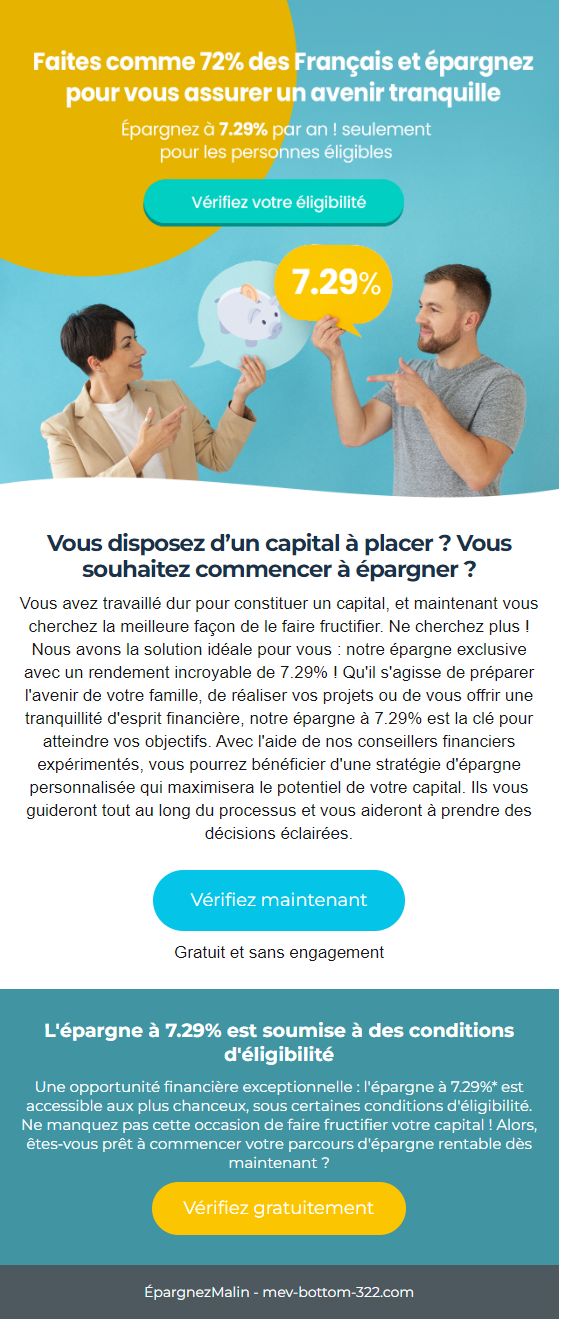 Faites comme 72% des Français et épargnez
pour vous assurer un avenir tranquille
Épargnez à 7.29% par an ! seulement
pour les personnes éligibles
Vérifiez votre éligibilité
7.29%
Vous disposez d’un capital à placer ? Vous
souhaitez commencer à épargner ?
Vous avez travaillé dur pour constituer un capital, et maintenant vous
cherchez la meilleure façon de le faire fructifier. Ne cherchez plus !
Nous avons la solution idéale pour vous : notre épargne exclusive
avec un rendement incroyable de 7.29% ! Qu'il s'agisse de préparer
l'avenir de votre famille, de réaliser vos projets ou de vous offrir une
tranquillité d'esprit financière, notre épargne à 7.29% est la clé pour
atteindre vos objectifs. Avec l'aide de nos conseillers financiers
expérimentés, vous pourrez bénéficier d'une stratégie d'épargne
personnalisée qui maximisera le potentiel de votre capital. Ils vous
guideront tout au long du processus et vous aideront à prendre des
décisions éclairées.
Vérifiez maintenant
Gratuit et sans engagement
L'épargne à 7.29% est soumise à des conditions
d'éligibilité
Une opportunité financière exceptionnelle : l'épargne à 7.29%* est
accessible aux plus chanceux, sous certaines conditions d'éligibilité.
Ne manquez pas cette occasion de faire fructifier votre capital ! Alors,
êtes-vous prêt à commencer votre parcours d'épargne rentable dès
maintenant ?
Vérifiez gratuitement
ÉpargnezMalin - mev-bottom-322.com